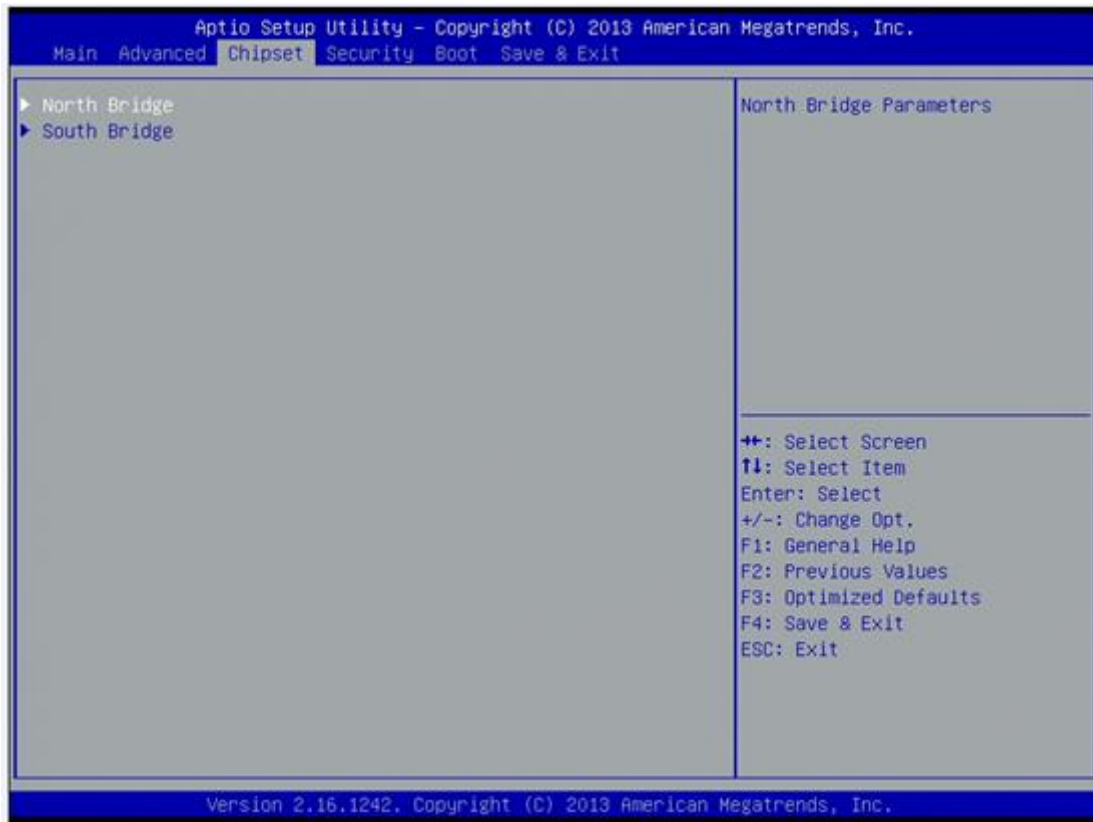 Aptio Setup Utility – Copyright (C) 2013 American Megatrends, Inc.
Main Advanced Chipset Security Boot Save & Exit
▶ North Bridge
▶ South Bridge
North Bridge Parameters
→←: Select Screen
↑↓: Select Item
Enter: Select
+/-: Change Opt.
F1: General Help
F2: Previous Values
F3: Optimized Defaults
F4: Save & Exit
ESC: Exit
Version 2.16.1242. Copyright (C) 2013 American Megatrends, Inc.